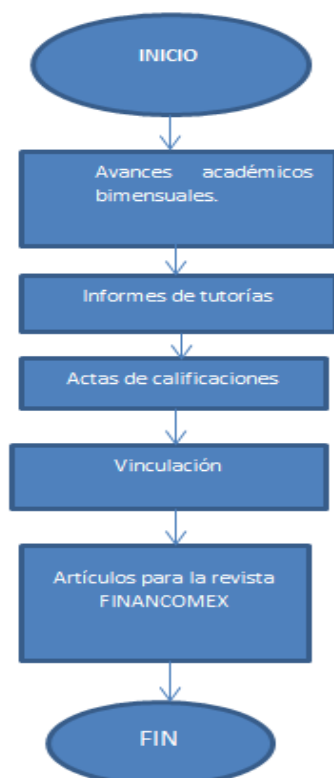 INICIO
Avances académicos
bimensuales.
Informes de tutorías
Actas de calificaciones
Vinculación
Artículos para la revista
FINANCOMEX
FIN